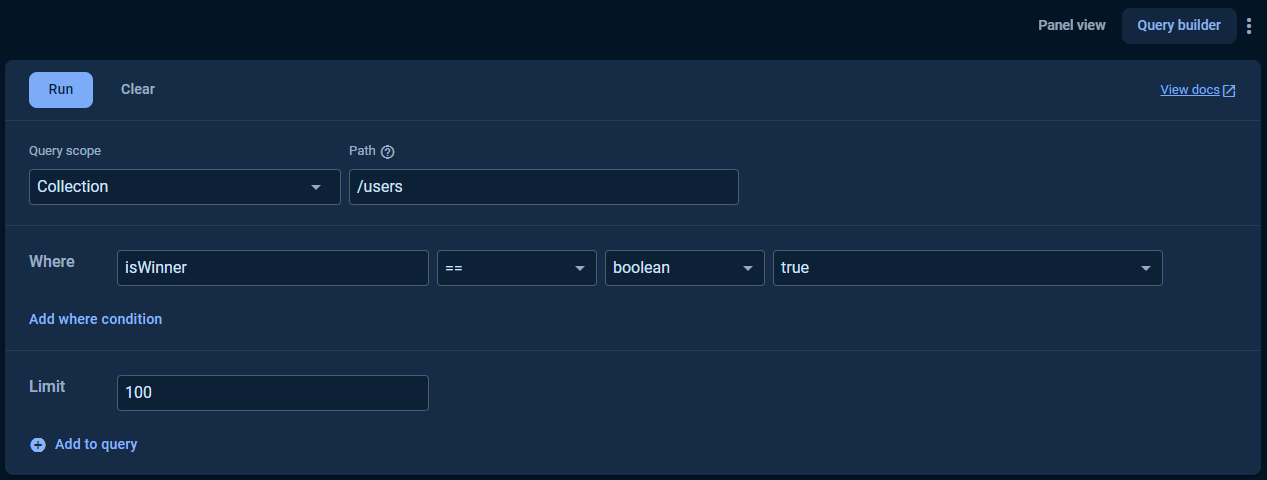 Panel view Query builder
Run Clear View docs
Query scope Path
Collection /users
Where isWinner == boolean true
Add where condition
Limit 100
Add to query